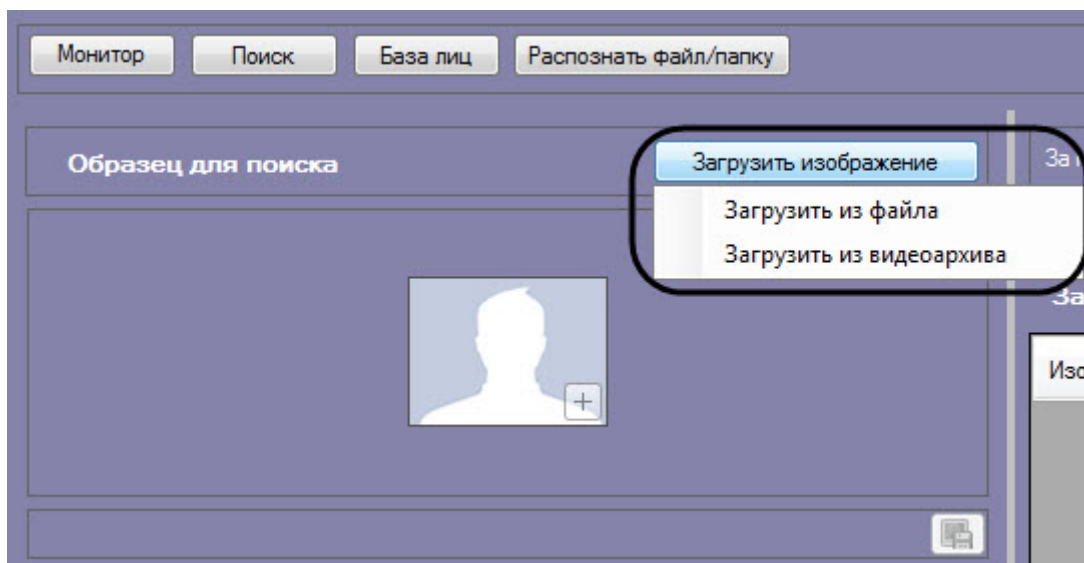 Монитор Поиск База лиц Распознать файл/папку
Образец для поиска Загрузить изображение
Загрузить из файла
Загрузить из видеоархива